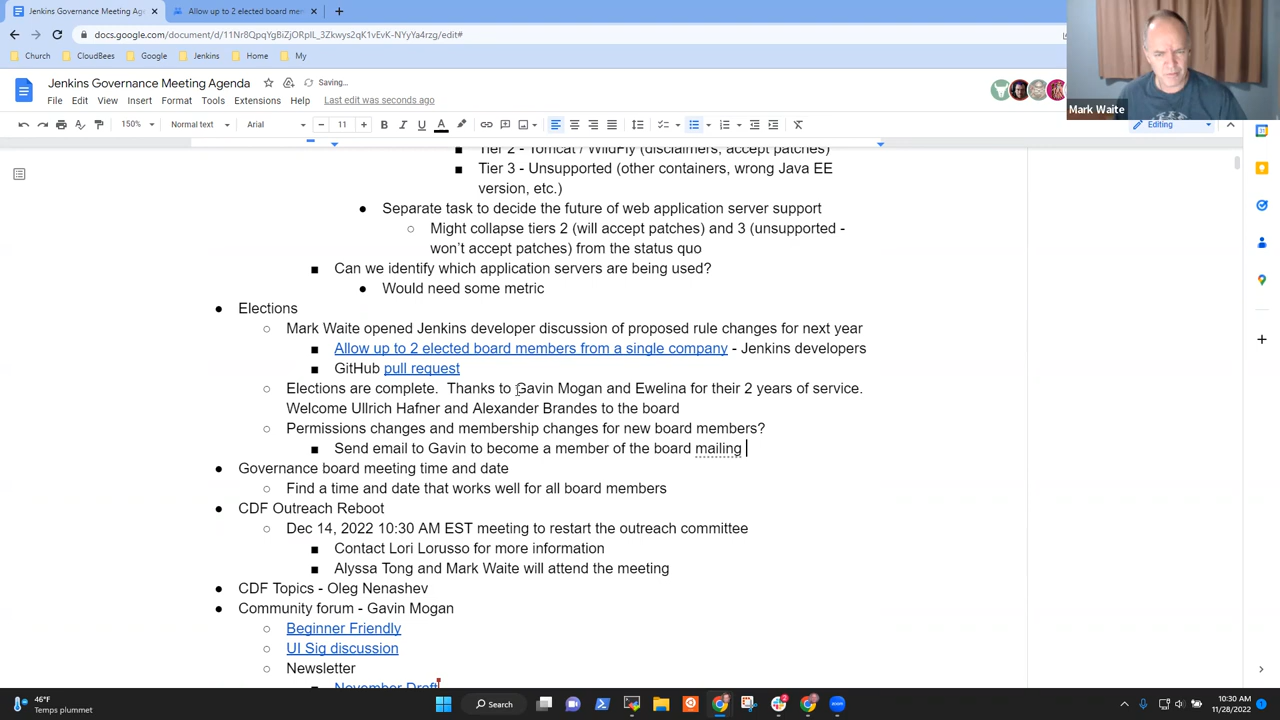 Jenkins Governance Meeting Age
Allow up to 2 elected board mem
docs.google.com/document/d/11Nr8QpqYgBiZjORplL_3Zkwys2qK1vEvK-NYyYa4rzg/edit#
Church CloudBees Google Jenkins Home My
Jenkins Governance Meeting Agenda
Saving...
File Edit View Insert Format Tools Extensions Help Last edit was seconds ago
Mark Waite
150% Normal text Arial 11 Editing
Tier 2 - Tomcat / WildFly (disclaimers, accept patches)
Tier 3 - Unsupported (other containers, wrong Java EE
version, etc.)
Separate task to decide the future of web application server support
Might collapse tiers 2 (will accept patches) and 3 (unsupported -
won't accept patches) from the status quo
Can we identify which application servers are being used?
Would need some metric
Elections
Mark Waite opened Jenkins developer discussion of proposed rule changes for next year
Allow up to 2 elected board members from a single company - Jenkins developers
GitHub pull request
Elections are complete. Thanks to Gavin Mogan and Ewelina for their 2 years of service.
Welcome Ullrich Hafner and Alexander Brandes to the board
Permissions changes and membership changes for new board members?
Send email to Gavin to become a member of the board mailing
Governance board meeting time and date
Find a time and date that works well for all board members
CDF Outreach Reboot
Dec 14, 2022 10:30 AM EST meeting to restart the outreach committee
Contact Lori Lorusso for more information
Alyssa Tong and Mark Waite will attend the meeting
CDF Topics - Oleg Nenashev
Community forum - Gavin Mogan
Beginner Friendly
UI Sig discussion
Newsletter
November Draft
46°F
Temps plummet
Search
10:30 AM
11/28/2022